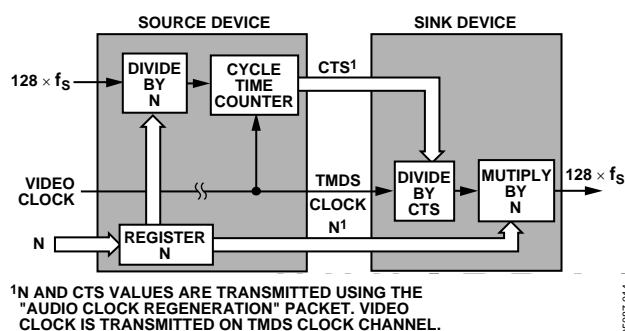 SOURCE DEVICE
SINK DEVICE
128 × fS
DIVIDE
BY
N
CYCLE
TIME
COUNTER
CTS1
VIDEO
CLOCK
TMDS
CLOCK
N1
DIVIDE
BY
CTS
MUTIPLY
BY
N
128 × fS
N
REGISTER
N
1N AND CTS VALUES ARE TRANSMITTED USING THE
"AUDIO CLOCK REGENERATION" PACKET. VIDEO
CLOCK IS TRANSMITTED ON TMDS CLOCK CHANNEL.